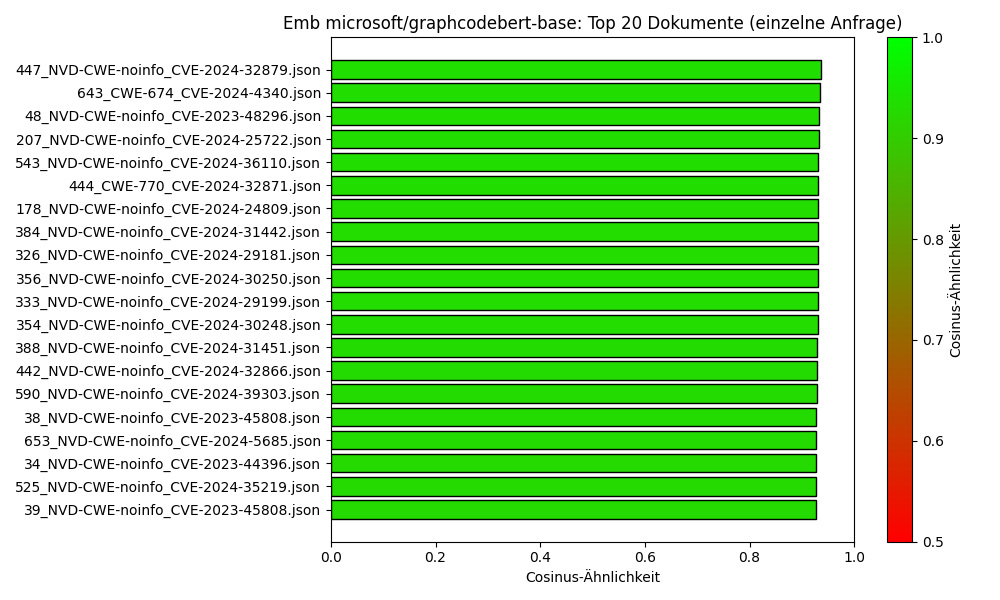 Emb microsoft/graphcodebert-base: Top 20 Dokumente (einzelne Anfrage)
447_NVD-CWE-noinfo_CVE-2024-32879.json
643_CWE-674_CVE-2024-4340.json
48_NVD-CWE-noinfo_CVE-2023-48296.json
207_NVD-CWE-noinfo_CVE-2024-25722.json
543_NVD-CWE-noinfo_CVE-2024-36110.json
444_CWE-770_CVE-2024-32871.json
178_NVD-CWE-noinfo_CVE-2024-24809.json
384_NVD-CWE-noinfo_CVE-2024-31442.json
326_NVD-CWE-noinfo_CVE-2024-29181.json
356_NVD-CWE-noinfo_CVE-2024-30250.json
333_NVD-CWE-noinfo_CVE-2024-29199.json
354_NVD-CWE-noinfo_CVE-2024-30248.json
388_NVD-CWE-noinfo_CVE-2024-31451.json
442_NVD-CWE-noinfo_CVE-2024-32866.json
590_NVD-CWE-noinfo_CVE-2024-39303.json
38_NVD-CWE-noinfo_CVE-2023-45808.json
653_NVD-CWE-noinfo_CVE-2024-5685.json
34_NVD-CWE-noinfo_CVE-2023-44396.json
525_NVD-CWE-noinfo_CVE-2024-35219.json
39_NVD-CWE-noinfo_CVE-2023-45808.json
0.0 0.2 0.4 0.6 0.8 1.0
Cosinus-Ähnlichkeit
1.0
0.9
0.8
0.7
0.6
0.5
Cosinus-Ähnlichkeit